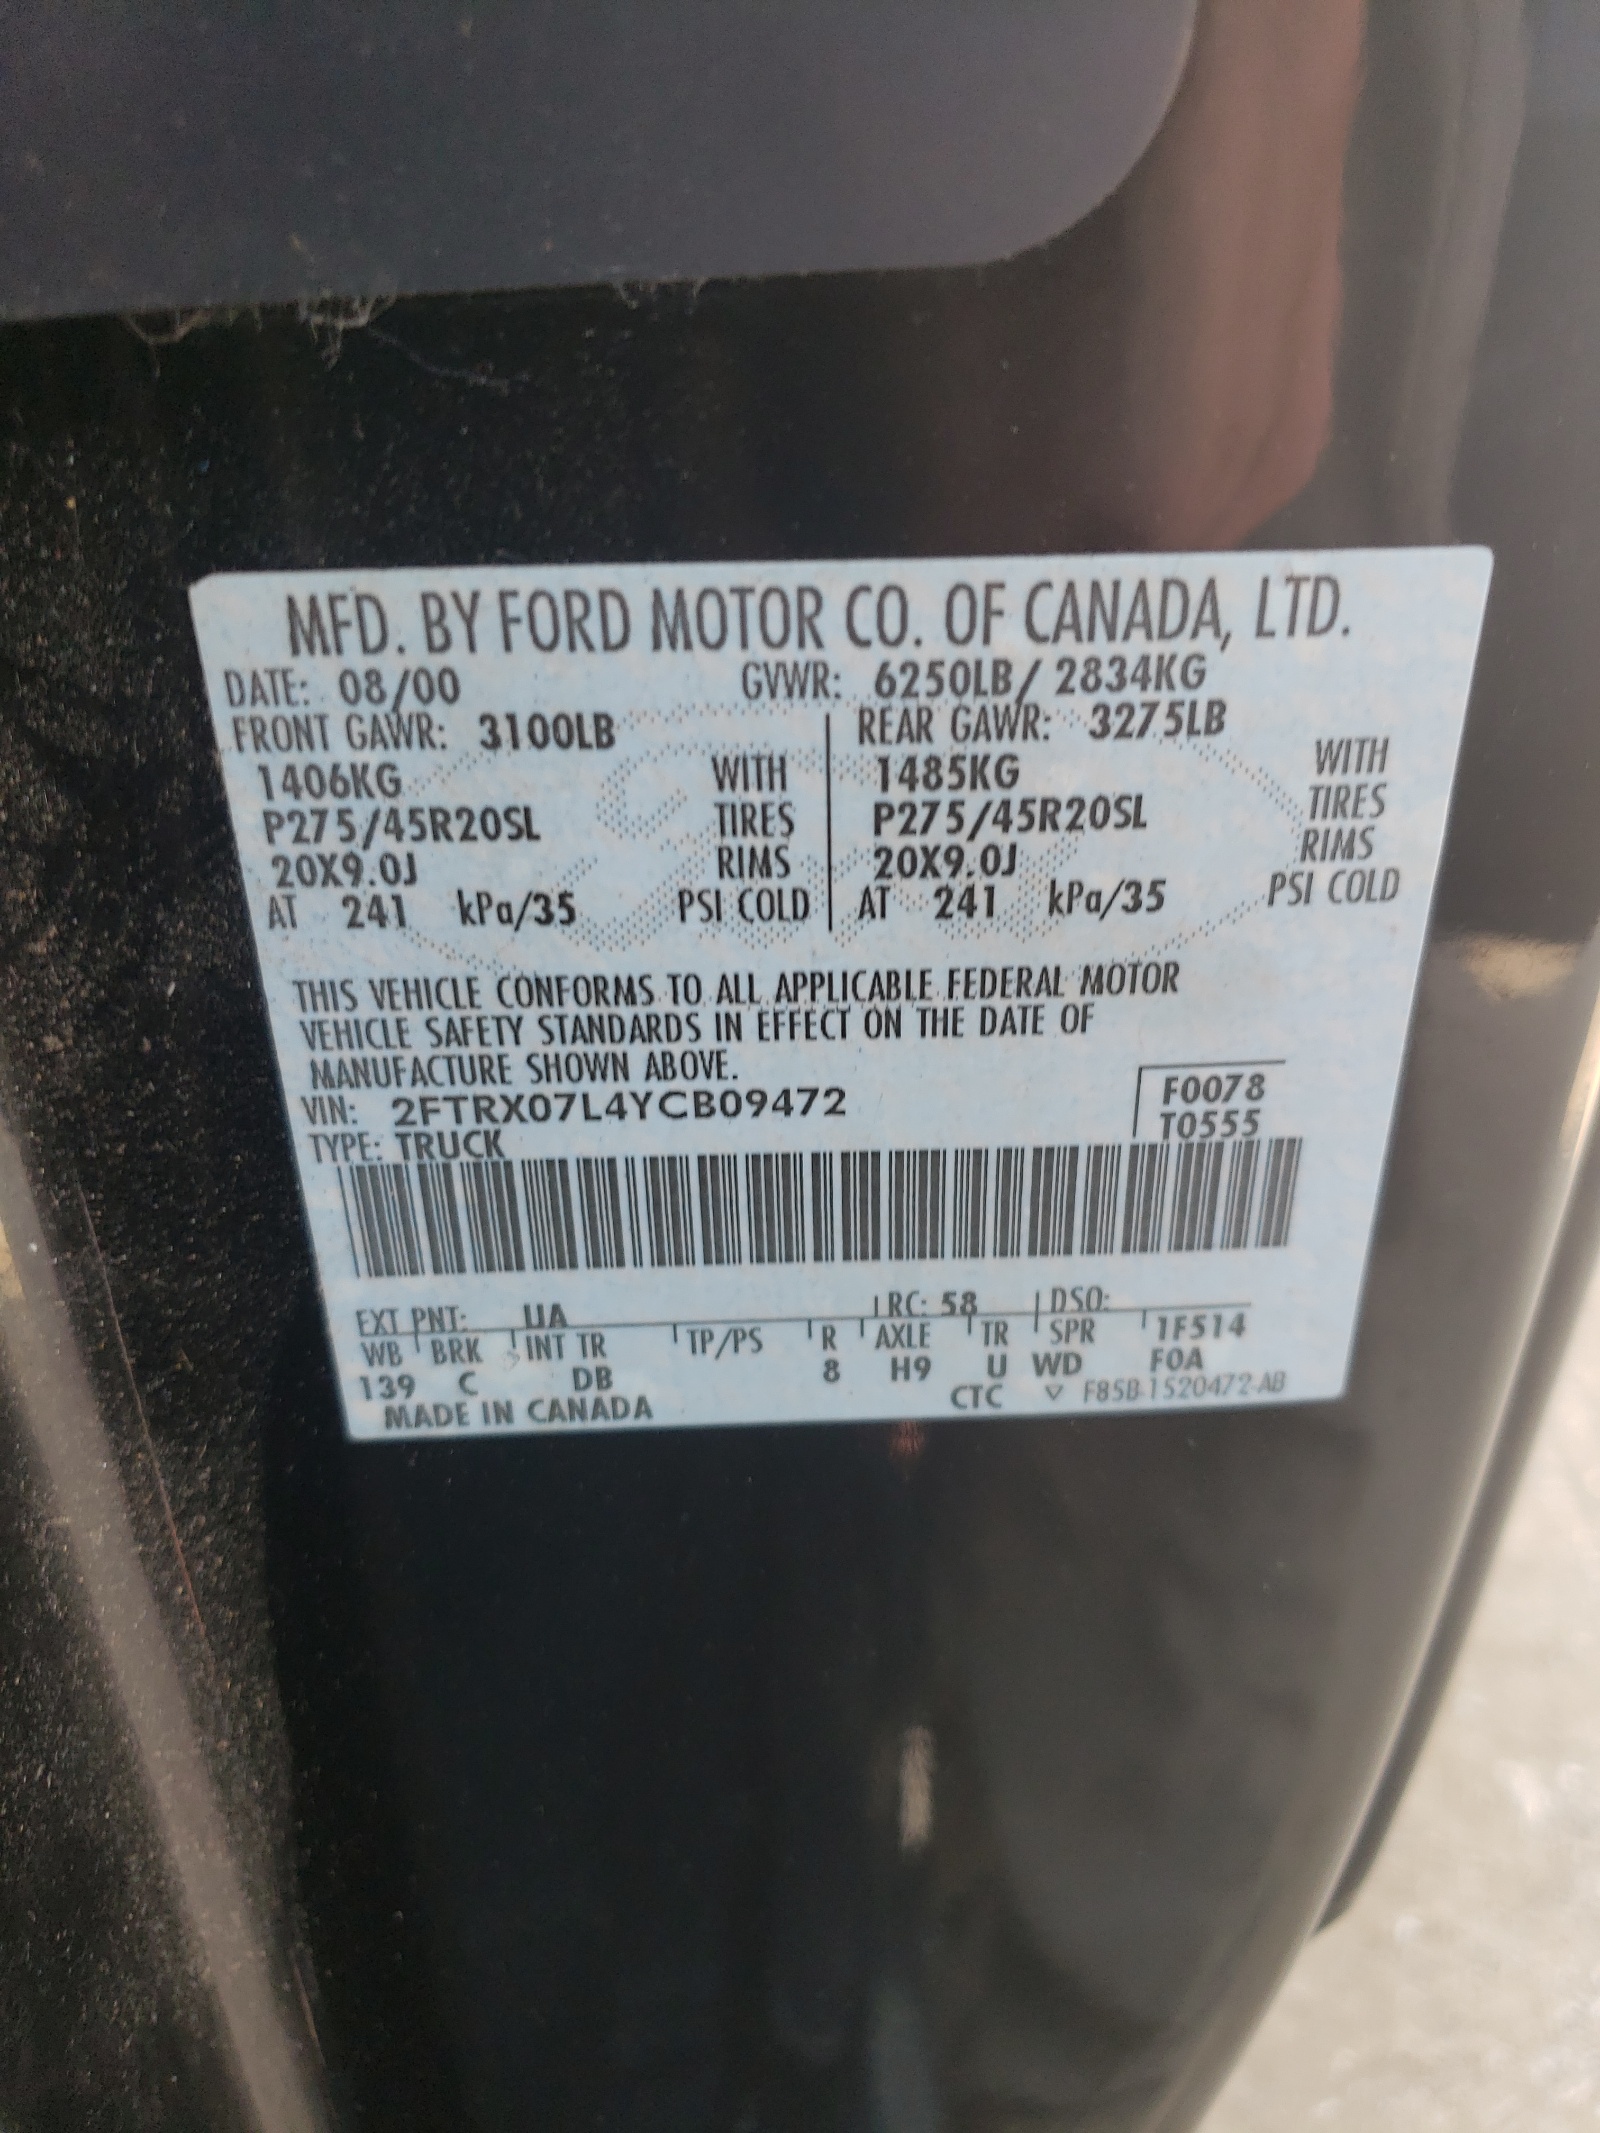 MFD. BY FORD MOTOR CO. OF CANADA, LTD.
DATE: 08/00 GVWR: 6250LB/ 2834KG
FRONT GAWR: 3100LB REAR GAWR: 3275LB
1406KG WITH 1485KG WITH
P275/45R20SL TIRES P275/45R20SL TIRES
20X9.0J RIMS 20X9.0J RIMS
AT 241 kPa/35 PSI COLD AT 241 kPa/35 PSI COLD
THIS VEHICLE CONFORMS TO ALL APPLICABLE FEDERAL MOTOR
VEHICLE SAFETY STANDARDS IN EFFECT ON THE DATE OF
MANUFACTURE SHOWN ABOVE.
VIN: 2FTRX07L4YCB09472 F0078
TYPE: TRUCK T0555
EXT PNT: UA RC: 58 DSO:
WB BRK INT TR TP/PS R AXLE TR SPR 1F514
139 C DB 8 H9 U WD FOA
MADE IN CANADA CTC ▽ F85B-1520472-AB